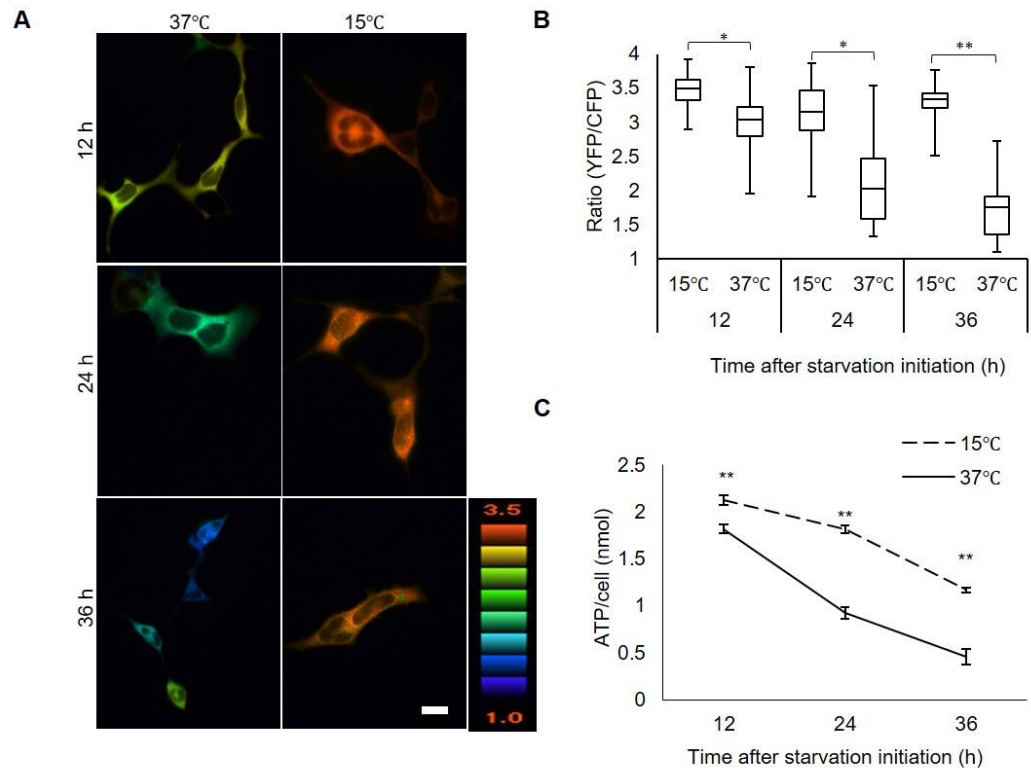 A
37℃ 15℃
12 h
24 h
36 h
3.5
1.0
B
Ratio (YFP/CFP)
4
3.5
3
2.5
2
1.5
1
* * **
15℃ 37℃ 15℃ 37℃ 15℃ 37℃
12 24 36
Time after starvation initiation (h)
C
15℃
37℃
ATP/cell (nmol)
2.5
2
1.5
1
0.5
0
** ** **
12 24 36
Time after starvation initiation (h)